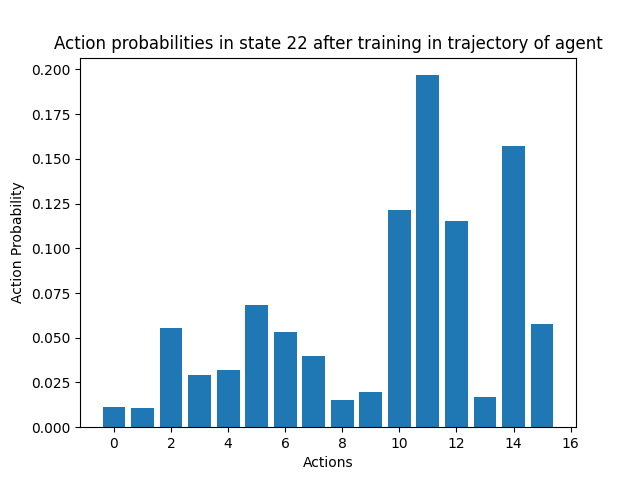 Action probabilities in state 22 after training in trajectory of agent
0.200
0.175
0.150
0.125
0.100
0.075
0.050
0.025
0.000
Action Probability
0 2 4 6 8 10 12 14 16
Actions